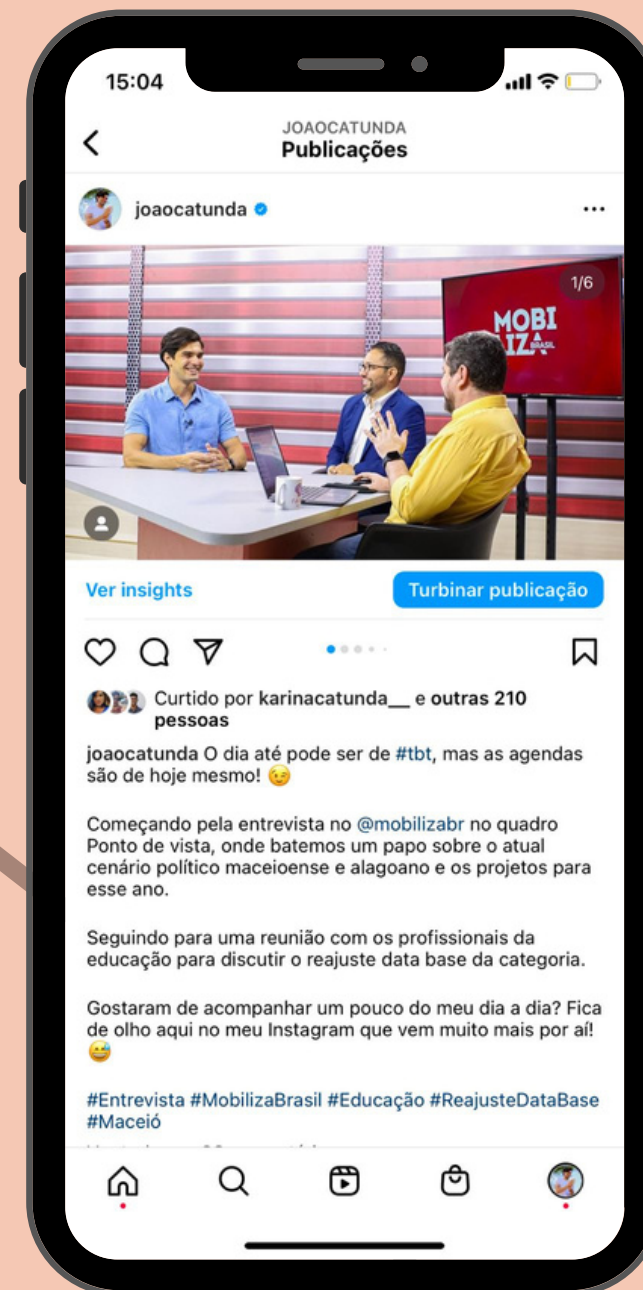 15:04
JOAOCATUNDA
Publicações
joaocatunda
1/6
MOBI
LIZA
BRASIL
Ver insights
Turbinar publicação
Curtido por karinacatunda__ e outras 210
pessoas
joaocatunda O dia até pode ser de #tbt, mas as agendas
são de hoje mesmo! 😉
Começando pela entrevista no @mobilizabr no quadro
Ponto de vista, onde batemos um papo sobre o atual
cenário político maceioense e alagoano e os projetos para
esse ano.
Seguindo para uma reunião com os profissionais da
educação para discutir o reajuste data base da categoria.
Gostaram de acompanhar um pouco do meu dia a dia? Fica
de olho aqui no meu Instagram que vem muito mais por aí!
😅
#Entrevista #MobilizaBrasil #Educação #ReajusteDataBase
#Maceió